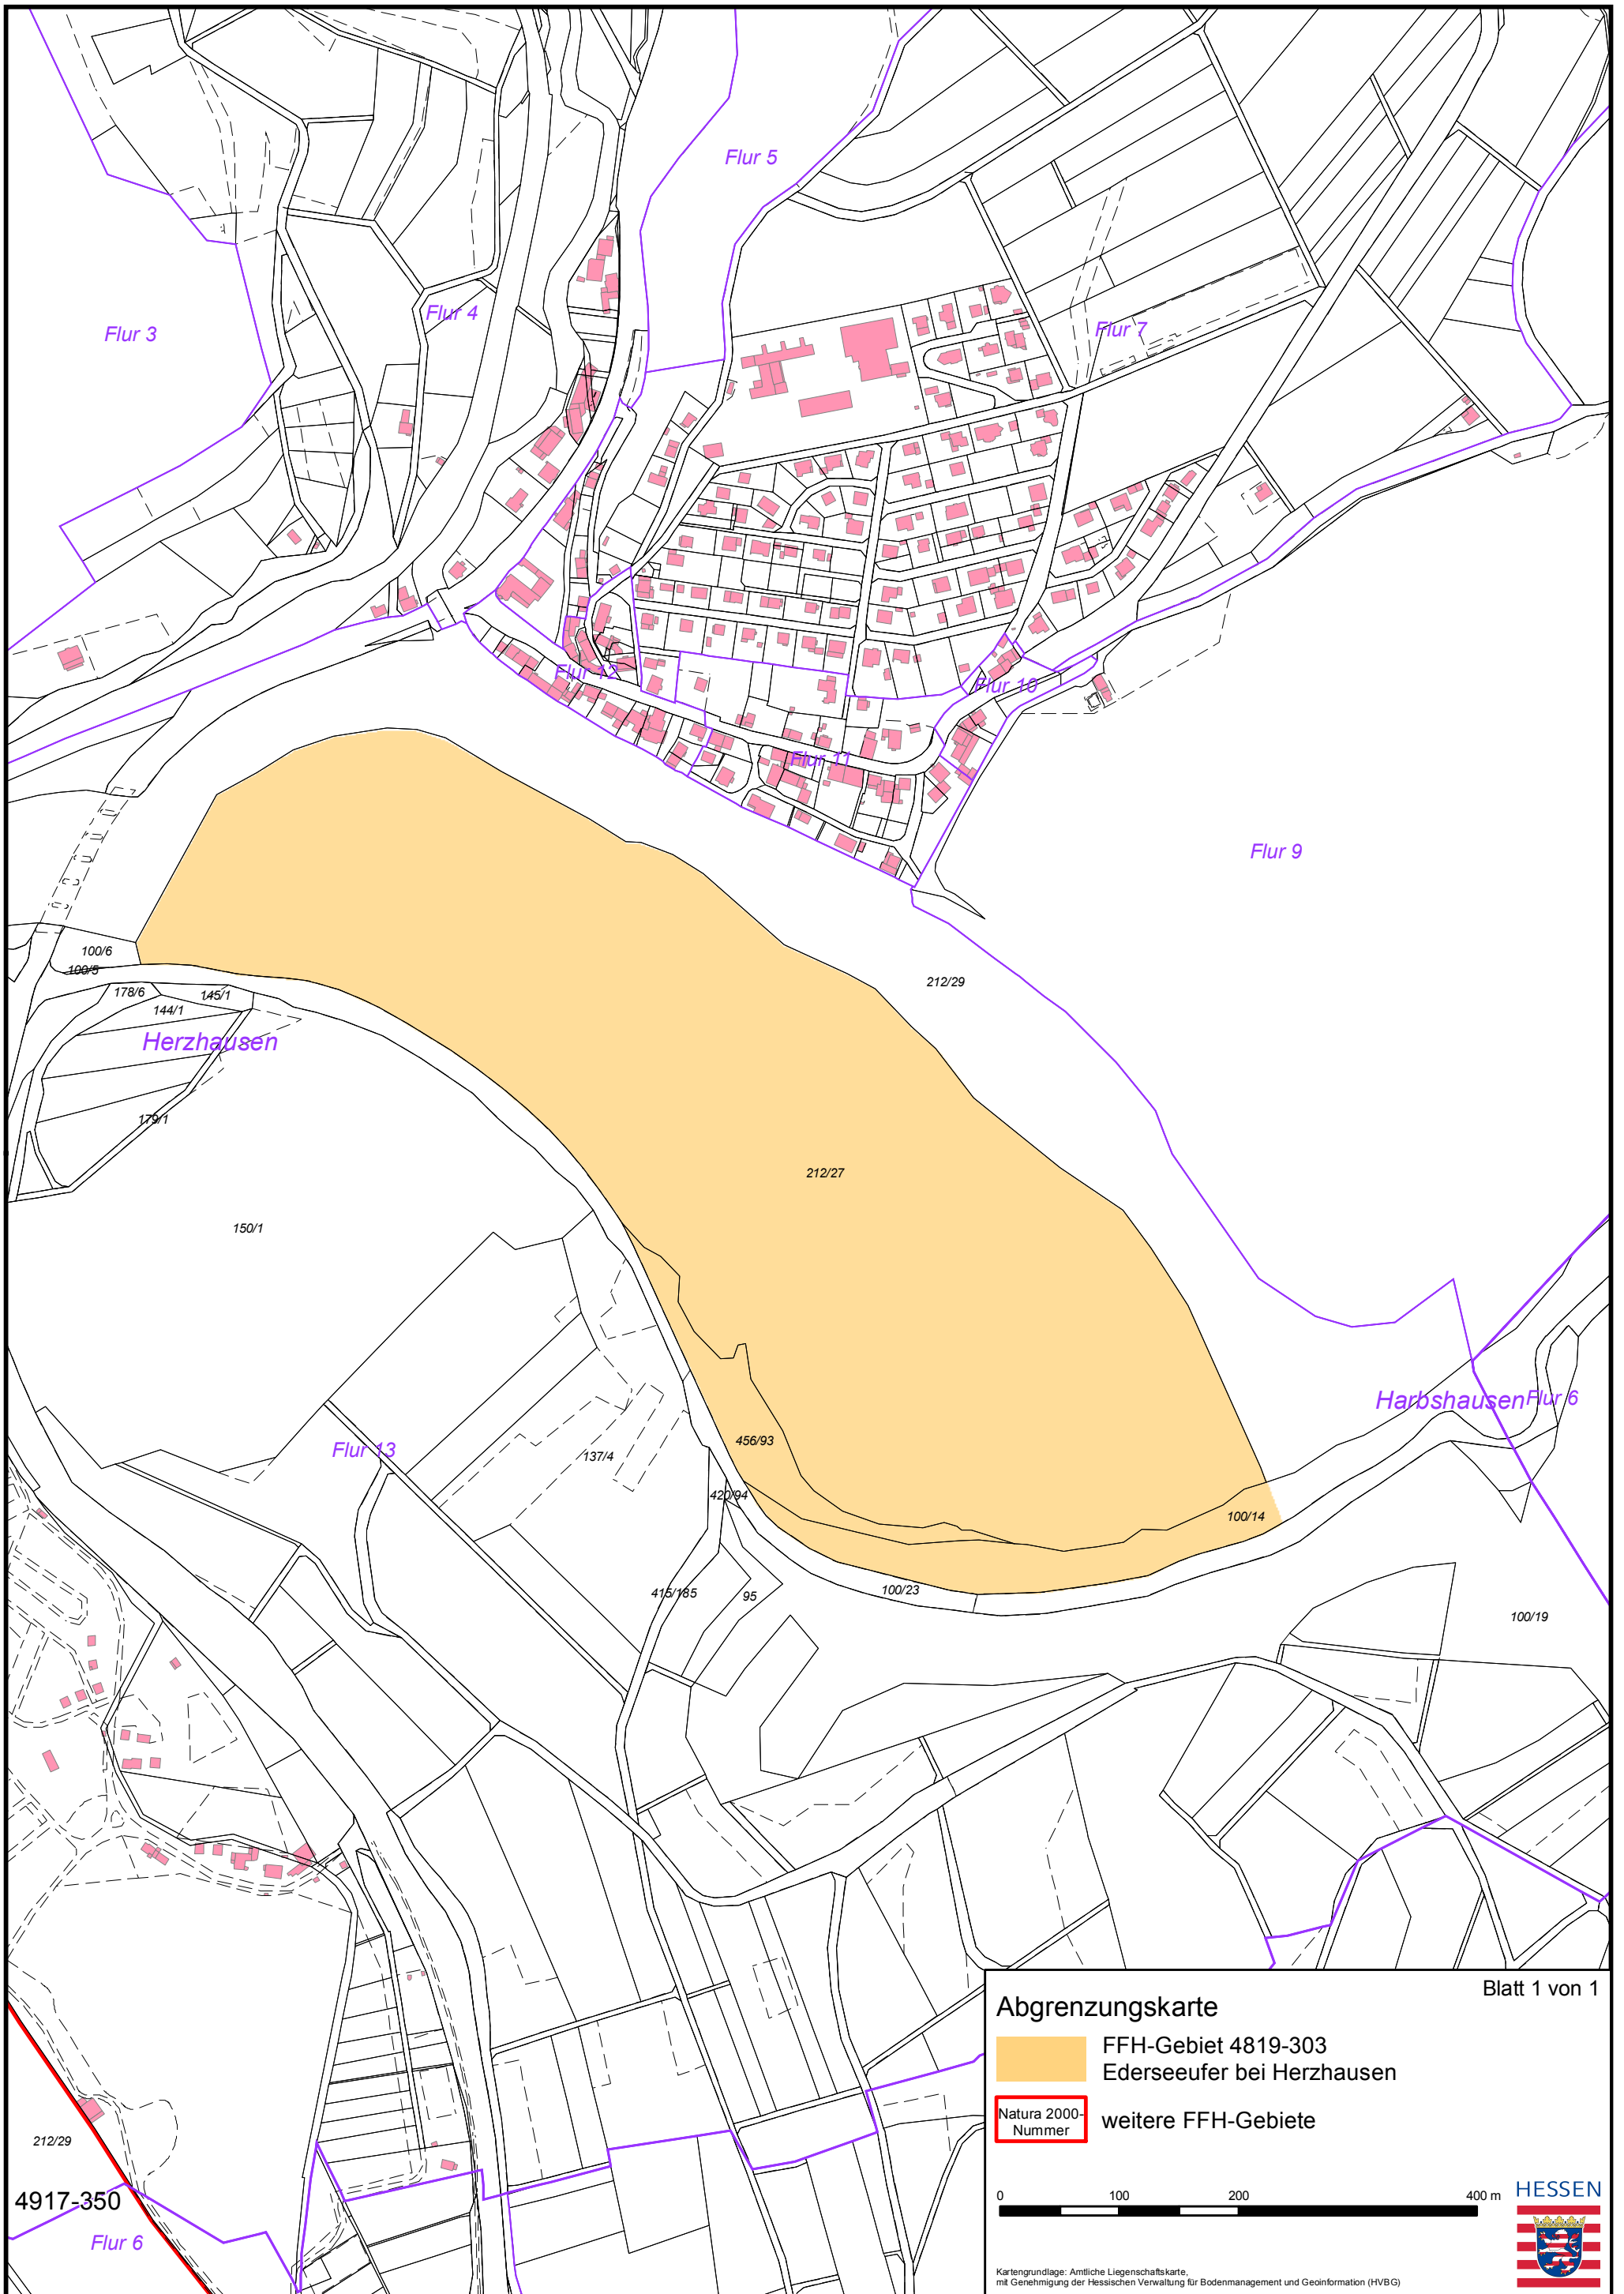 Flur 5
Flur 3
Flur 4
Flur 7
Flur 12
Flur 10
Flur 11
Flur 9
100/6
100/5
212/29
178/6
145/1
144/1
Herzhausen
179/1
212/27
150/1
Harbshausen Flur 6
456/93
Flur 13
137/4
420/94
100/14
415/185
95
100/23
100/19
Blatt 1 von 1
Abgrenzungskarte
FFH-Gebiet 4819-303
Ederseeufer bei Herzhausen
Natura 2000-
Nummer
weitere FFH-Gebiete
212/29
4917-350
Flur 6
0 100 200 400 m
HESSEN
Kartengrundlage: Amtliche Liegenschaftskarte,
mit Genehmigung der Hessischen Verwaltung für Bodenmanagement und Geoinformation (HVBG)